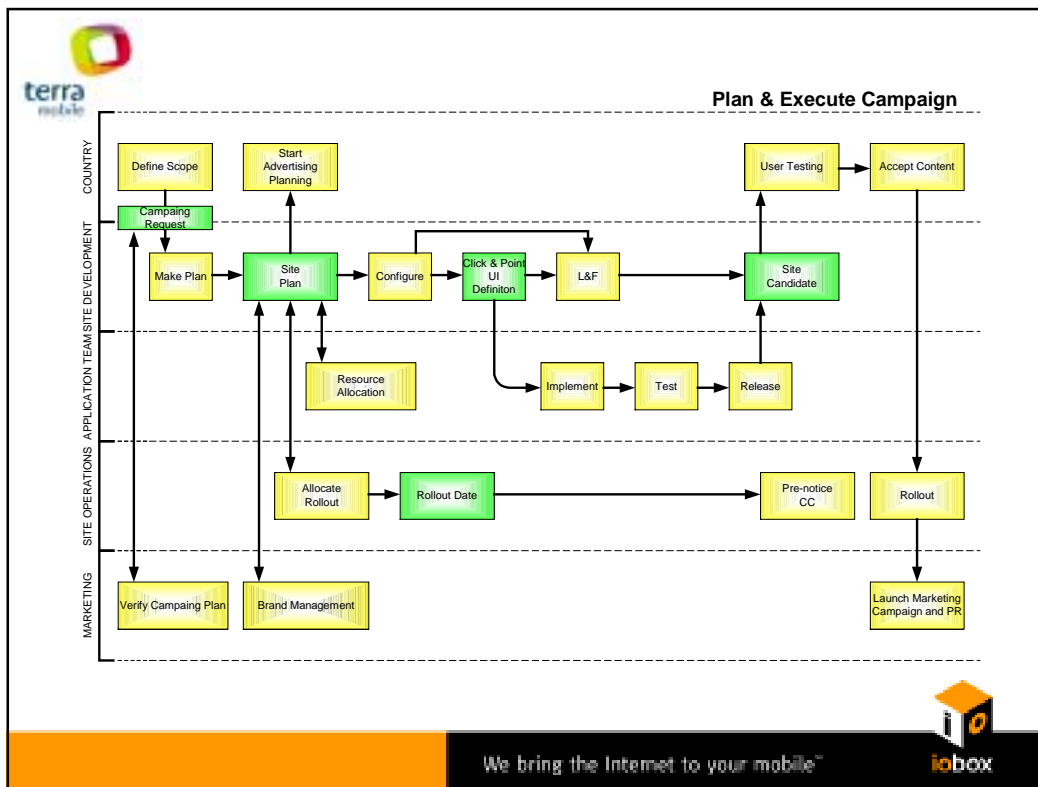 terra
mobile
Plan & Execute Campaign
COUNTRY
Define Scope
Start
Advertising
Planning
User Testing
Accept Content
Campaing
Request
SITE DEVELOPMENT
Make Plan
Site
Plan
Configure
Click & Point
UI
Definiton
L&F
Site
Candidate
APPLICATION TEAM
Resource
Allocation
Implement
Test
Release
SITE OPERATIONS
Allocate
Rollout
Rollout Date
Pre-notice
CC
Rollout
MARKETING
Verify Campaing Plan
Brand Management
Launch Marketing
Campaign and PR
We bring the Internet to your mobile™
io
iobox